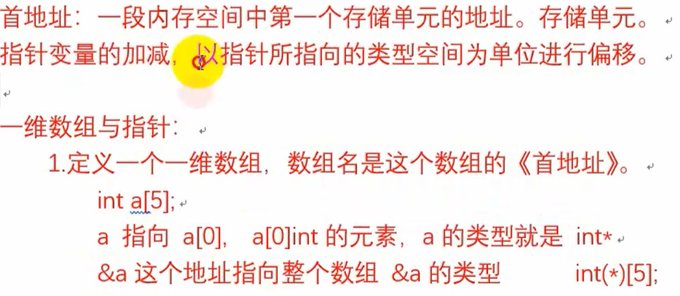 首地址：一段内存空间中第一个存储单元的地址。存储单元。
指针变量的加减，以指针所指向的类型空间为单位进行偏移。
一维数组与指针：
1.定义一个一维数组，数组名是这个数组的《首地址》。
int a[5];
a 指向 a[0]， a[0]int 的元素，a 的类型就是 int*
&a 这个地址指向整个数组 &a 的类型 int(*)[5];